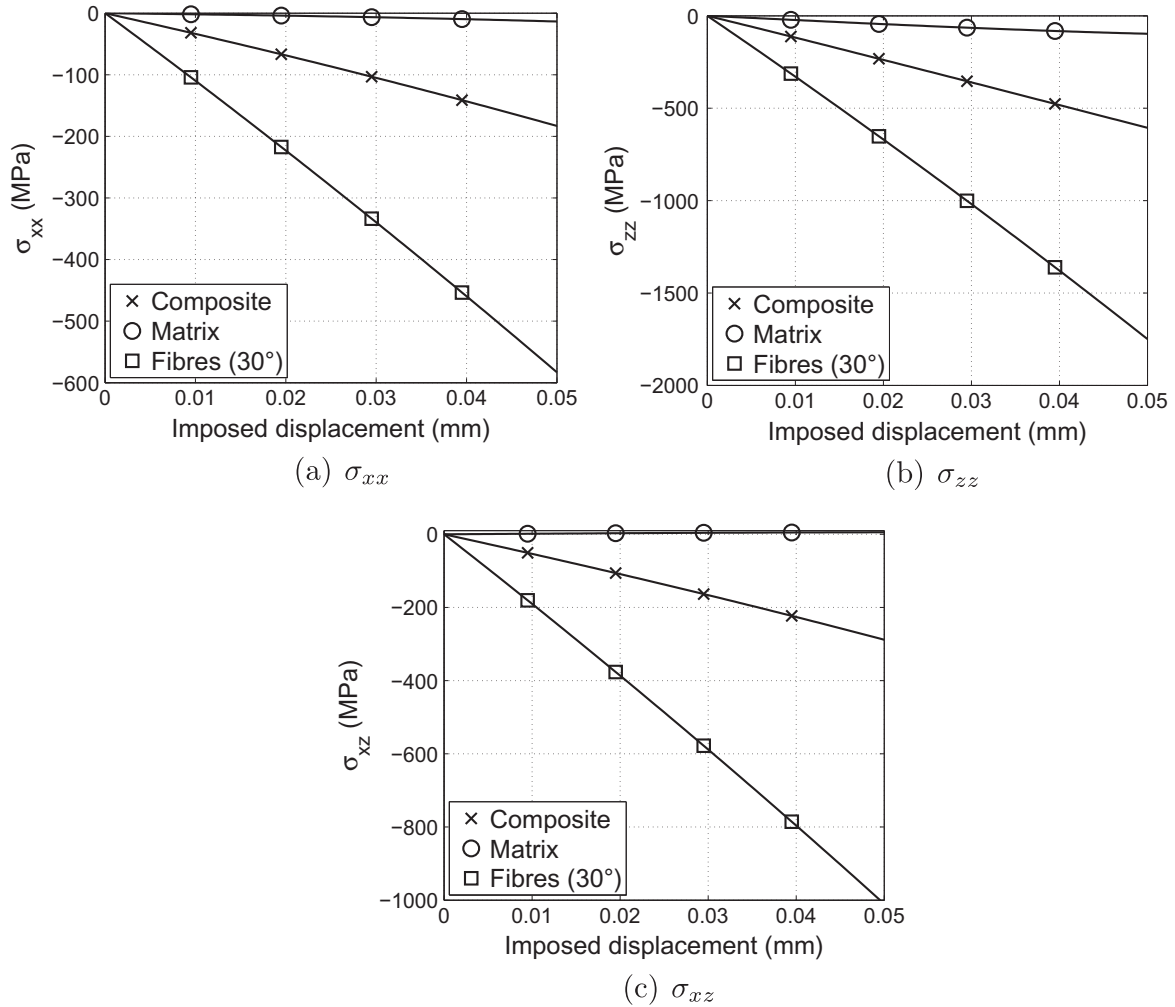 0
−100
−200
−300
−400
−500
−600
σxx (MPa)
× Composite
○ Matrix
□ Fibres (30°)
0 0.01 0.02 0.03 0.04 0.05
Imposed displacement (mm)
(a) σxx
0
−500
−1000
−1500
−2000
σzz (MPa)
× Composite
○ Matrix
□ Fibres (30°)
0 0.01 0.02 0.03 0.04 0.05
Imposed displacement (mm)
(b) σzz
0
−200
−400
−600
−800
−1000
σxz (MPa)
× Composite
○ Matrix
□ Fibres (30°)
0 0.01 0.02 0.03 0.04 0.05
Imposed displacement (mm)
(c) σxz